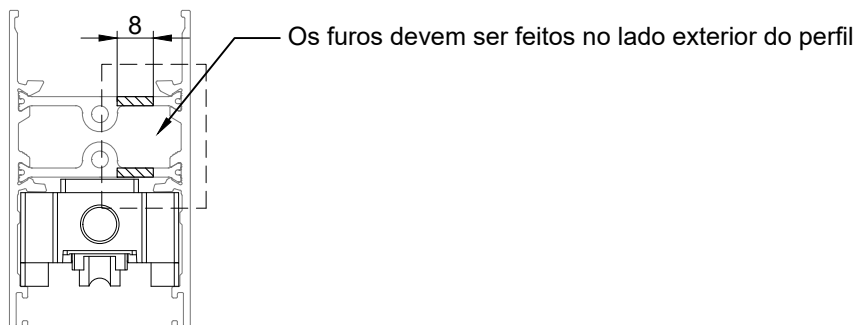 8
Os furos devem ser feitos no lado exterior do perfil